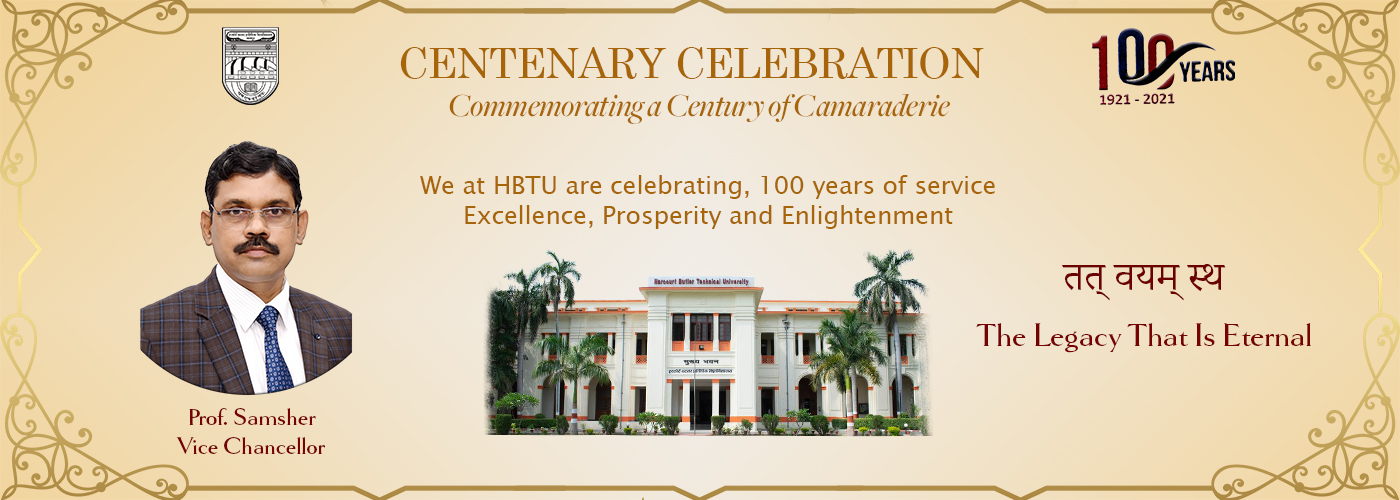 CENTENARY CELEBRATION
Commemorating a Century of Camaraderie
100 YEARS
1921 - 2021
We at HBTU are celebrating, 100 years of service
Excellence, Prosperity and Enlightenment
Harcourt Butler Technical University
मुख्य भवन
तत् वयम् स्थ
The Legacy That Is Eternal
Prof. Samsher
Vice Chancellor